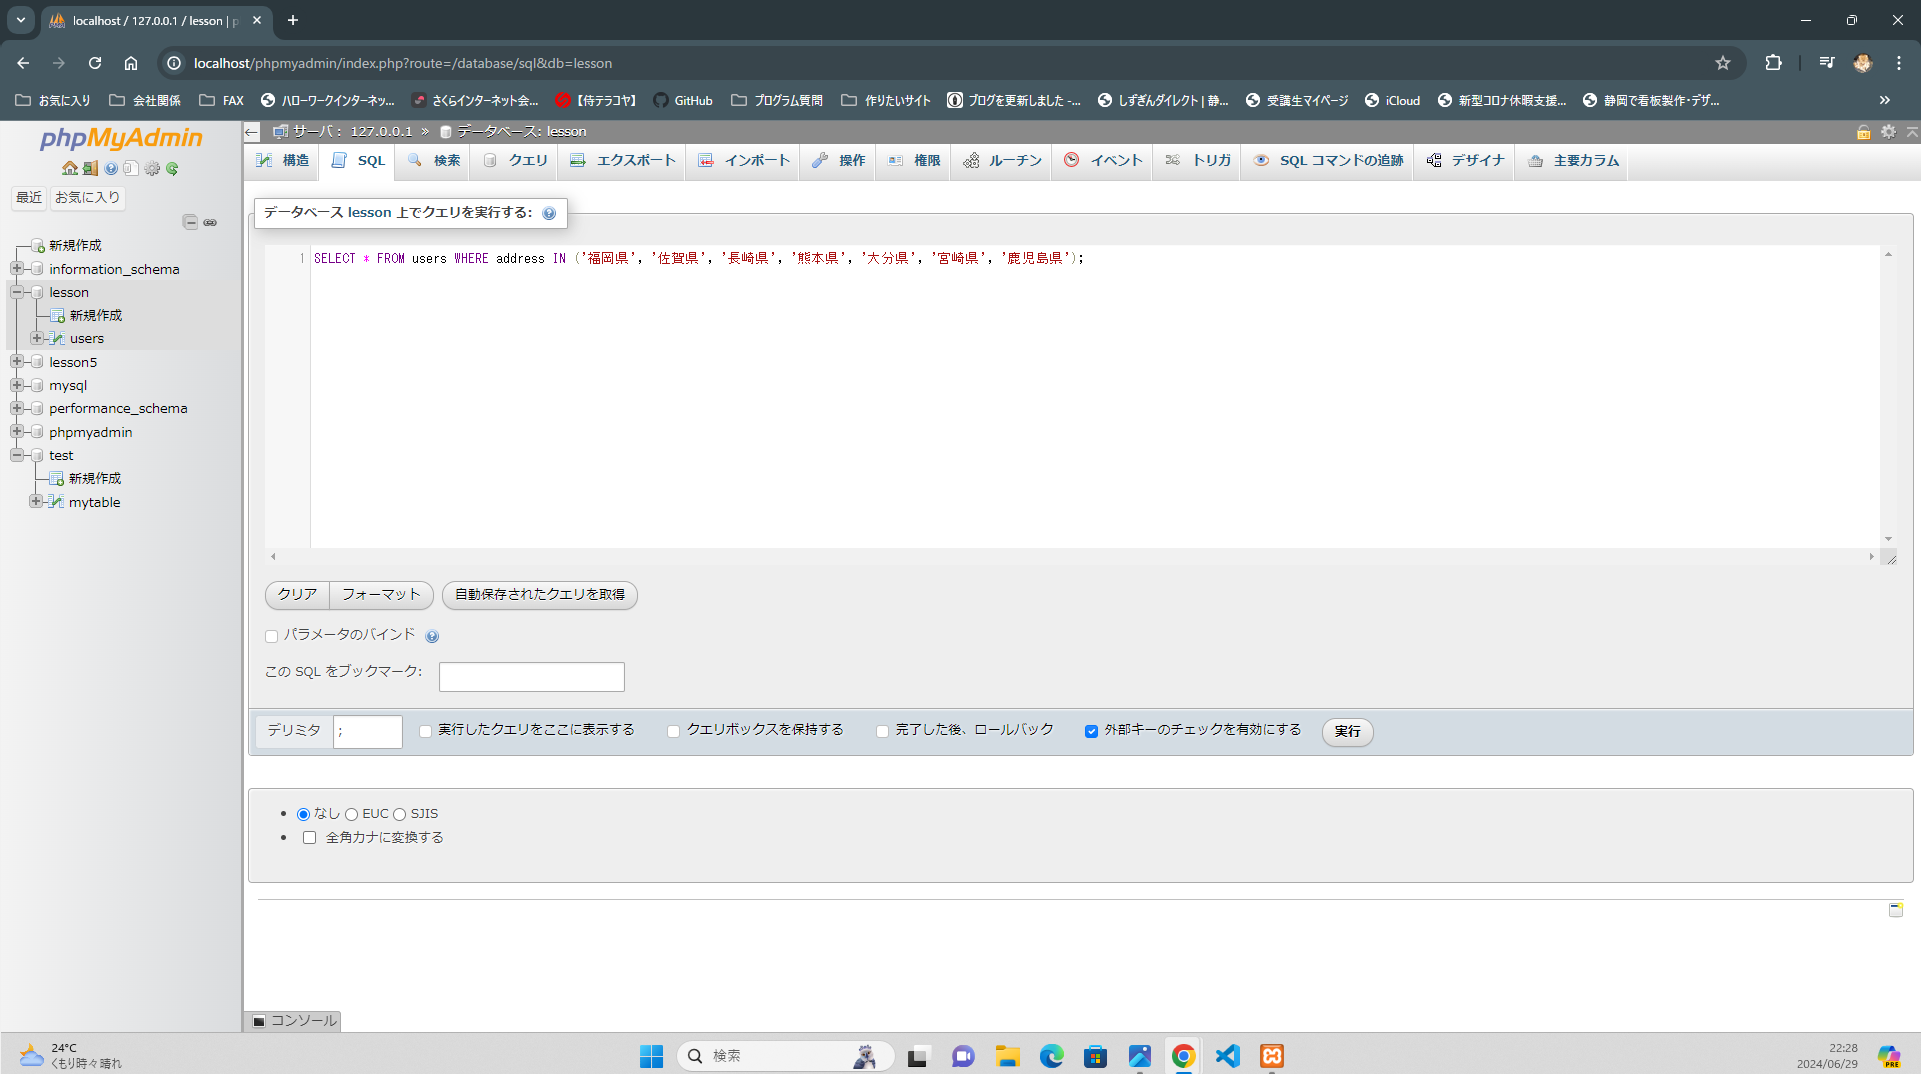 localhost / 127.0.0.1 / lesson | p
localhost/phpmyadmin/index.php?route=/database/sql&db=lesson
お気に入り 会社関係 FAX ハローワークインターネッ... さくらインターネット会... 【侍テラコヤ】 GitHub プログラム質問 作りたいサイト ブログを更新しました -... しずぎんダイレクト | 静... 受講生マイページ iCloud 新型コロナ休暇支援... 静岡で看板製作・デザ...
phpMyAdmin
最近 お気に入り
新規作成
information_schema
lesson
新規作成
users
lesson5
mysql
performance_schema
phpmyadmin
test
新規作成
mytable
サーバ: 127.0.0.1 » データベース: lesson
構造 SQL 検索 クエリ エクスポート インポート 操作 権限 ルーチン イベント トリガ SQL コマンドの追跡 デザイナ 主要カラム
データベース lesson 上でクエリを実行する:
1 SELECT * FROM users WHERE address IN ('福岡県', '佐賀県', '長崎県', '熊本県', '大分県', '宮崎県', '鹿児島県');
クリア フォーマット 自動保存されたクエリを取得
パラメータのバインド
この SQL をブックマーク:
デリミタ ; 実行したクエリをここに表示する クエリボックスを保持する 完了した後、ロールバック 外部キーのチェックを有効にする 実行
なし EUC SJIS
全角カナに変換する
コンソール
24°C
くもり時々晴れ
検索
PRE
22:28
2024/06/29